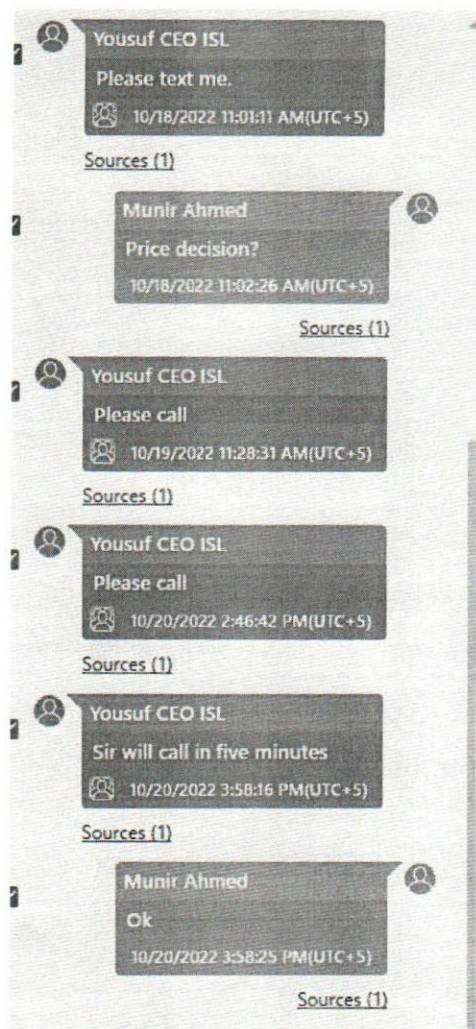 Yousuf CEO ISL
Please text me.
10/18/2022 11:01:11 AM(UTC+5)
Sources (1)
Munir Ahmed
Price decision?
10/18/2022 11:02:26 AM(UTC+5)
Sources (1)
Yousuf CEO ISL
Please call
10/19/2022 11:28:31 AM(UTC+5)
Sources (1)
Yousuf CEO ISL
Please call
10/20/2022 2:46:42 PM(UTC+5)
Sources (1)
Yousuf CEO ISL
Sir will call in five minutes
10/20/2022 3:58:16 PM(UTC+5)
Sources (1)
Munir Ahmed
Ok
10/20/2022 3:58:25 PM(UTC+5)
Sources (1)